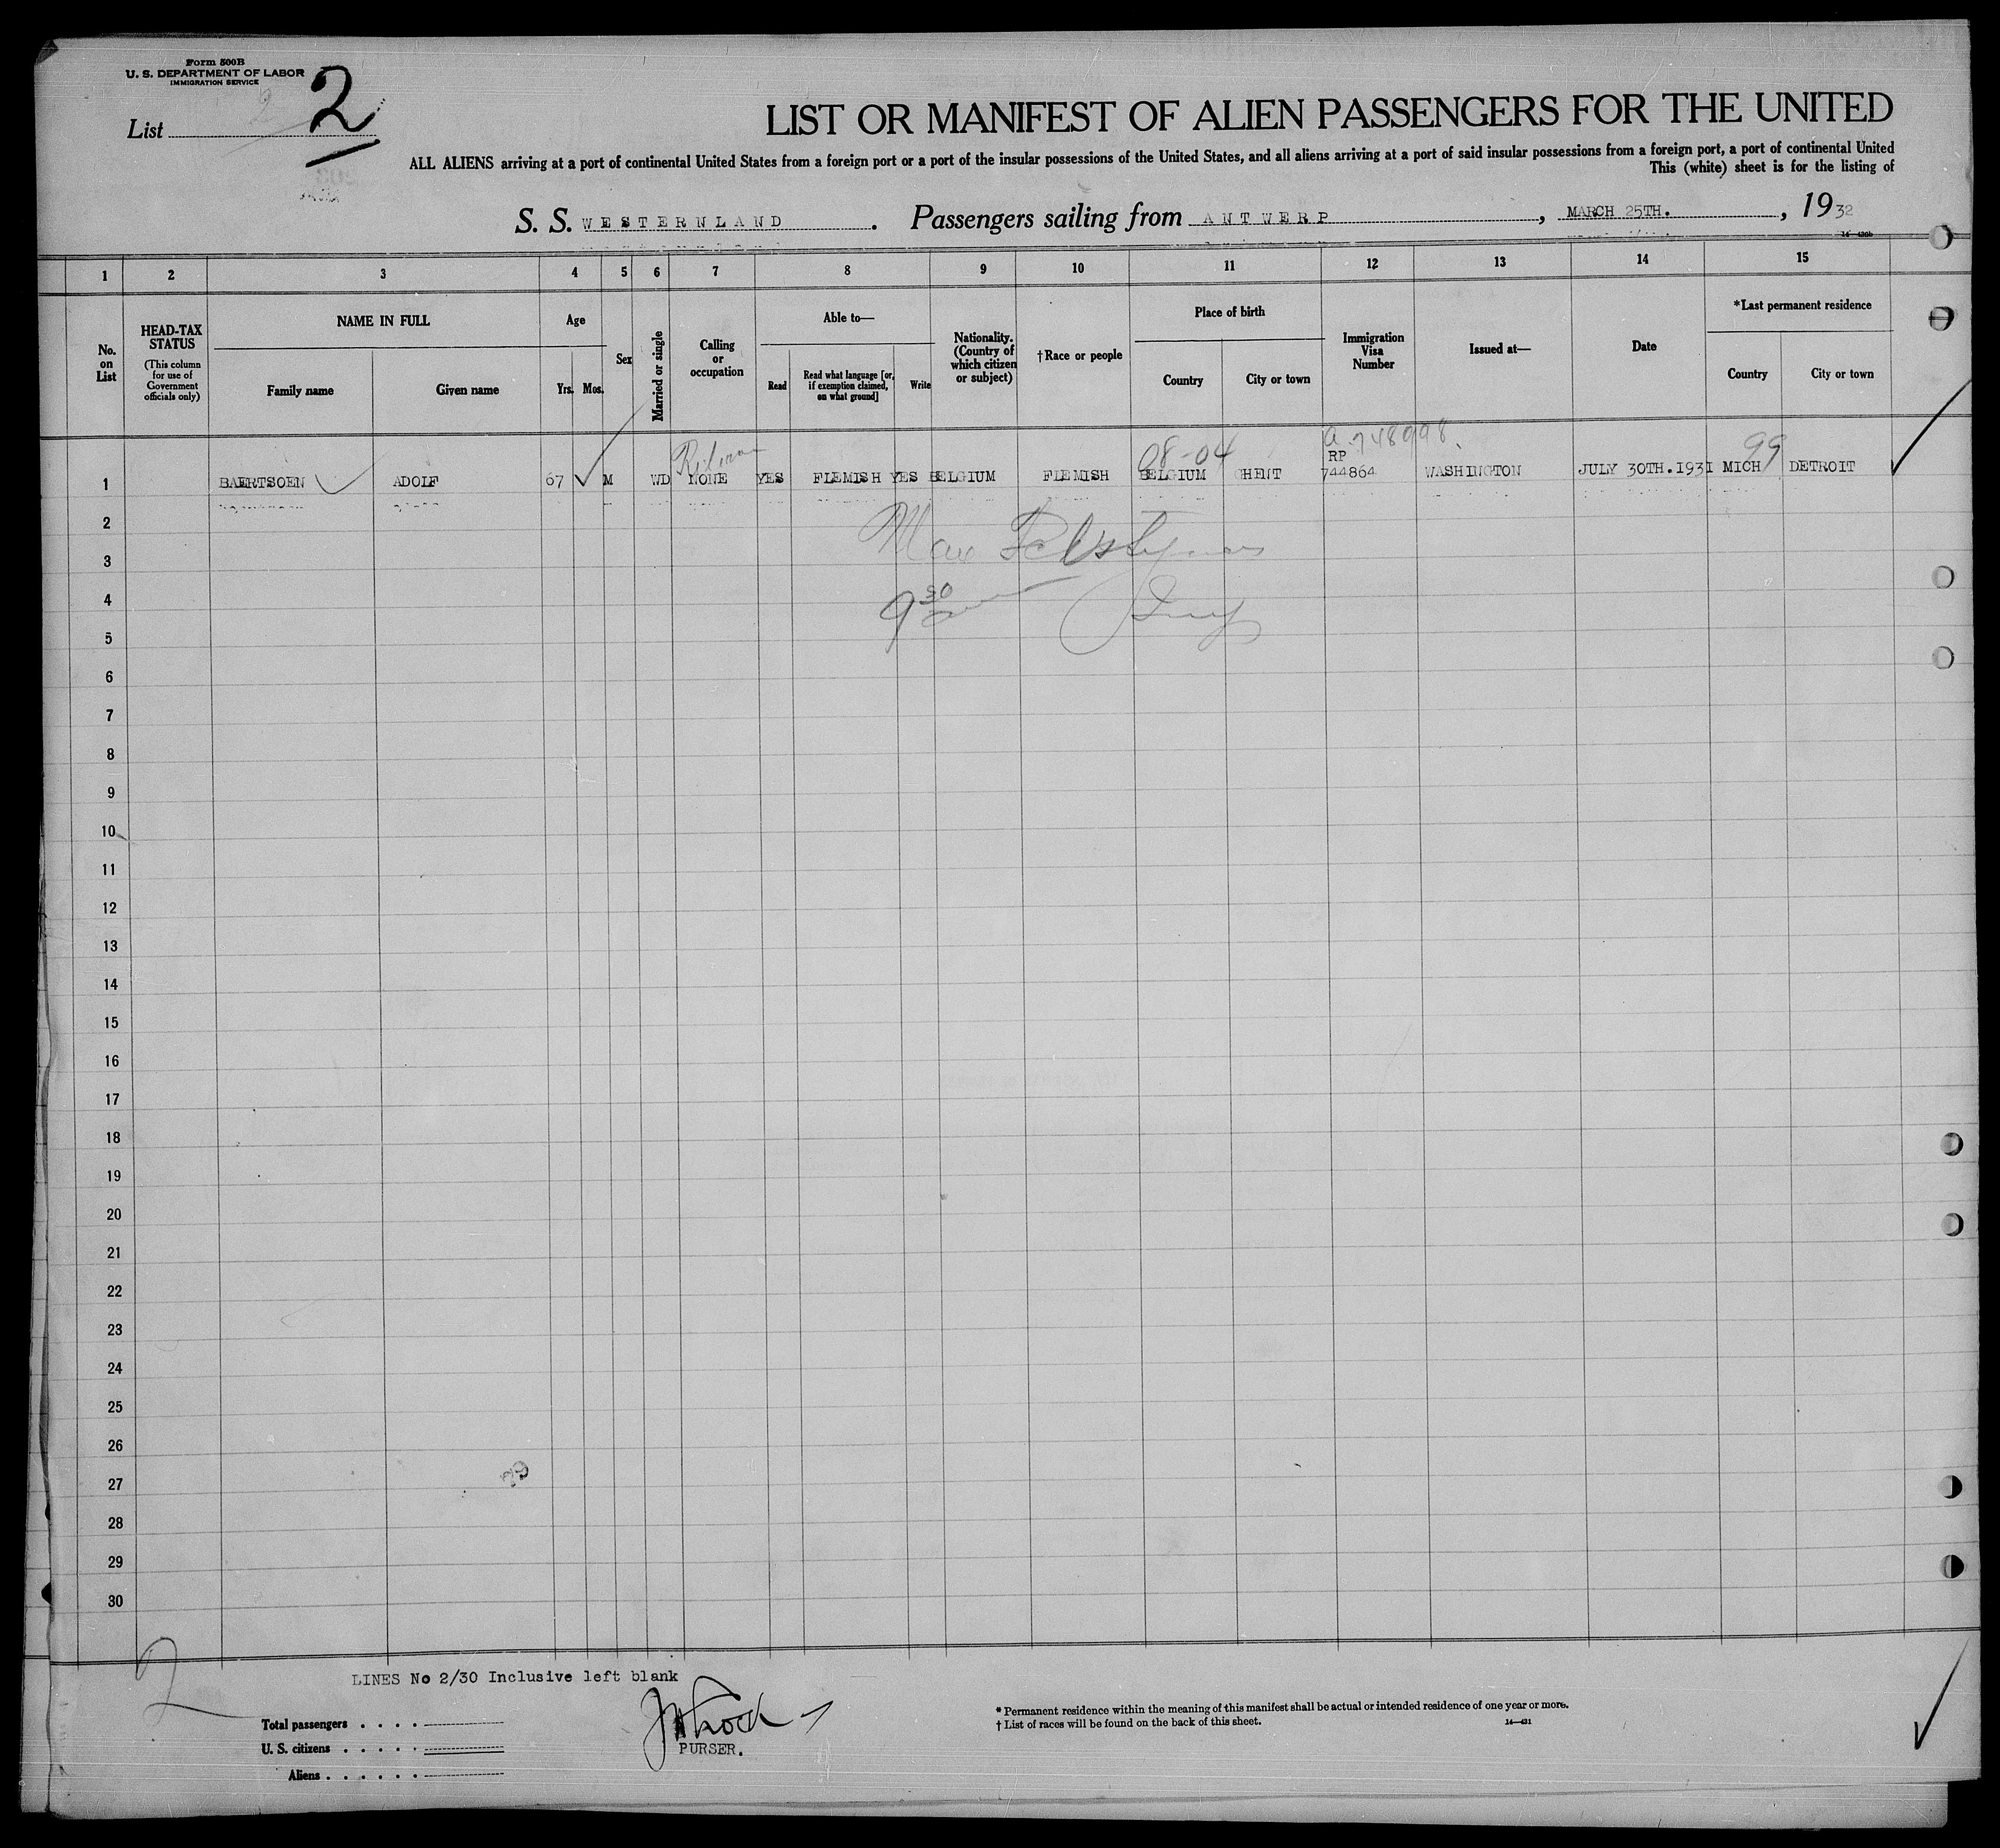 Form 500B
U. S. DEPARTMENT OF LABOR
IMMIGRATION SERVICE
List 2
LIST OR MANIFEST OF ALIEN PASSENGERS FOR THE UNITED
ALL ALIENS arriving at a port of continental United States from a foreign port or a port of the insular possessions of the United States, and all aliens arriving at a port of said insular possessions from a foreign port, a port of continental United
This (white) sheet is for the listing of
S. S. WESTERNLAND. Passengers sailing from ANTWERP, MARCH 25TH., 1932
1 2 3 4 5 6 7 8 9 10 11 12 13 14 15
No. on List
HEAD-TAX STATUS
(This column for use of Government officials only)
NAME IN FULL
Family name Given name
Age
Yrs. Mos.
Sex
Married or single
Calling or occupation
Able to—
Read
Read what language [or, if exemption claimed, on what ground]
Write
Nationality. (Country of which citizen or subject)
†Race or people
Place of birth
Country City or town
Immigration Visa Number
Issued at—
Date
*Last permanent residence
Country City or town
08-04 99
RP
1 BAERTSOEN ADOLF 67 M WD NONE YES FLEMISH YES BELGIUM FLEMISH BELGIUM GHENT 744864 WASHINGTON JULY 30TH.1931 MICH DETROIT
2
3
4
5
6
7
8
9
10
11
12
13
14
15
16
17
18
19
20
21
22
23
24
25
26
27
28
29
30
2
LINES No 2/30 Inclusive left blank
Total passengers
U. S. citizens
Aliens
PURSER.
* Permanent residence within the meaning of this manifest shall be actual or intended residence of one year or more.
† List of races will be found on the back of this sheet.
14—431